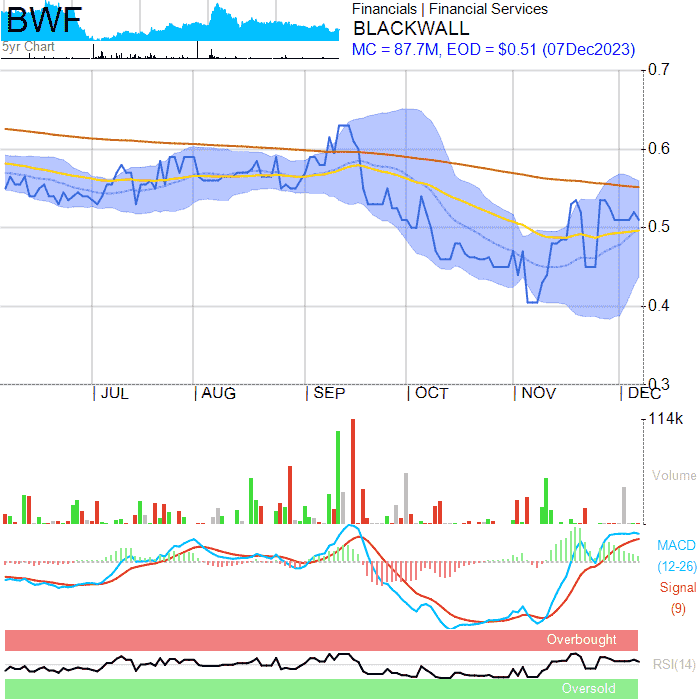 BWF
Financials | Financial Services
BLACKWALL
5yr Chart
MC = 87.7M, EOD = $0.51 (07Dec2023)
0.7
0.6
0.5
0.4
0.3
JUL AUG SEP OCT NOV DEC
114k
Volume
MACD
(12-26)
Signal
(9)
Overbought
RSI(14)
Oversold